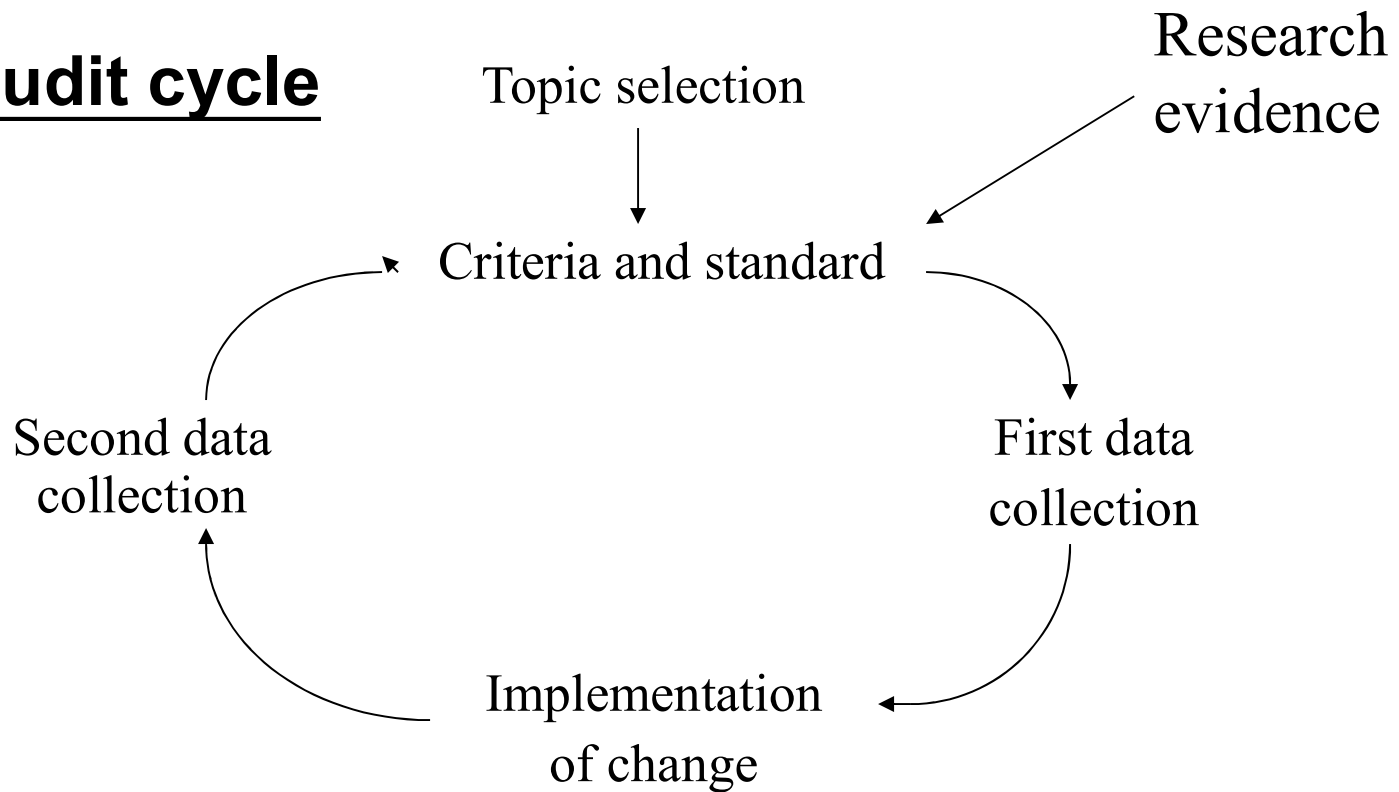 udit cycle
Topic selection
Research
evidence
Criteria and standard
Second data
collection
First data
collection
Implementation
of change